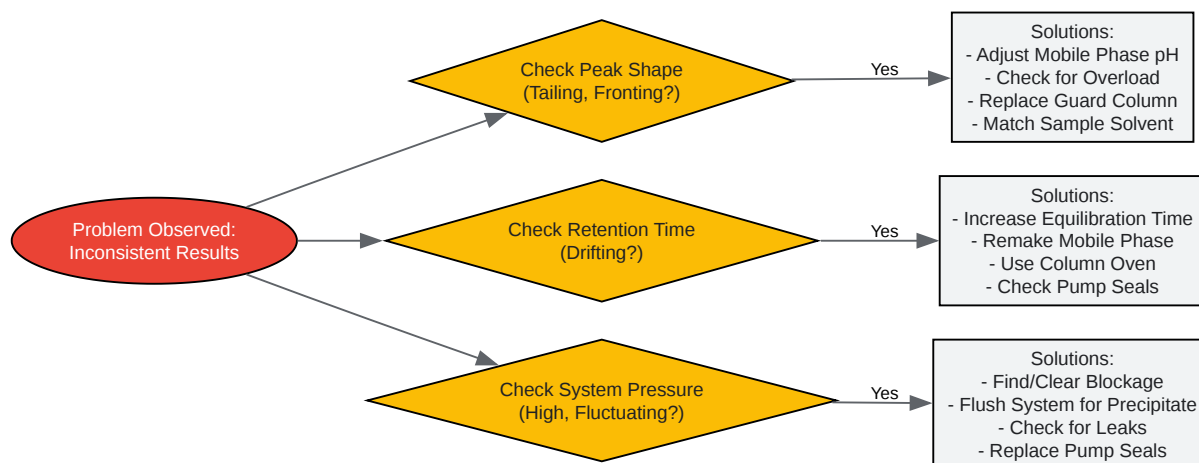 Problem Observed:
Inconsistent Results
Check Peak Shape
(Tailing, Fronting?)
Yes
Solutions:
- Adjust Mobile Phase pH
- Check for Overload
- Replace Guard Column
- Match Sample Solvent
Check Retention Time
(Drifting?)
Yes
Solutions:
- Increase Equilibration Time
- Remake Mobile Phase
- Use Column Oven
- Check Pump Seals
Check System Pressure
(High, Fluctuating?)
Yes
Solutions:
- Find/Clear Blockage
- Flush System for Precipitate
- Check for Leaks
- Replace Pump Seals